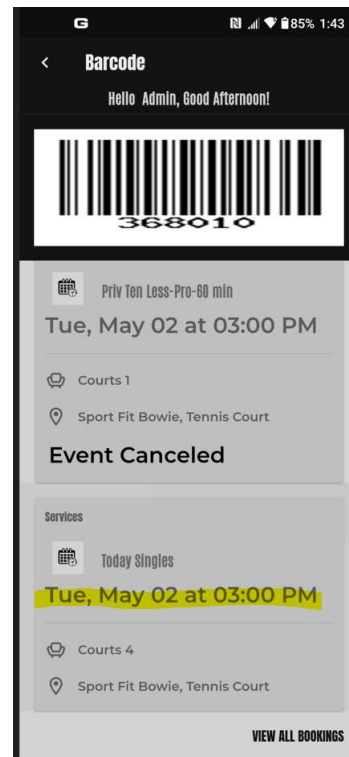 G 85% 1:43
Barcode
Hello Admin, Good Afternoon!
368010
Priv Ten Less-Pro-60 min
Tue, May 02 at 03:00 PM
Courts 1
Sport Fit Bowie, Tennis Court
Event Canceled
Services
Today Singles
Tue, May 02 at 03:00 PM
Courts 4
Sport Fit Bowie, Tennis Court
VIEW ALL BOOKINGS